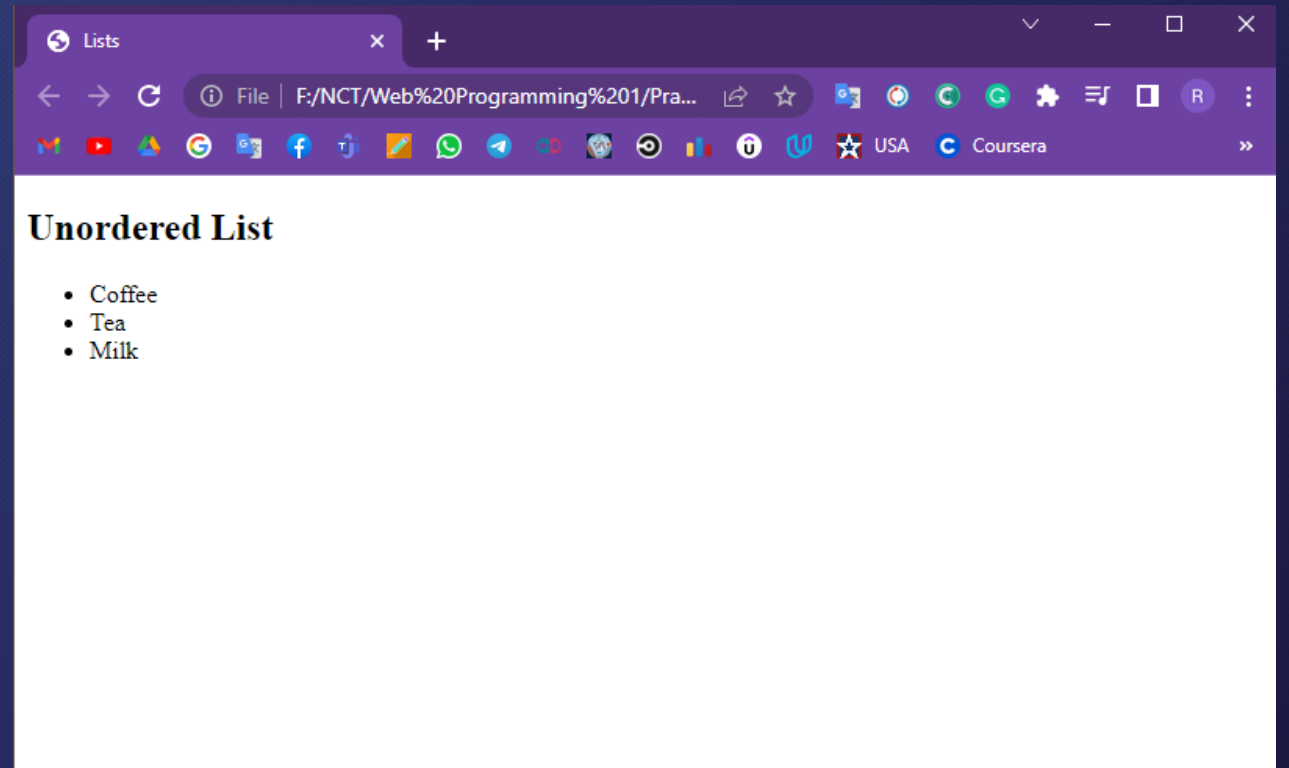 Lists
File F:/NCT/Web%20Programming%201/Pra...
R
USA Coursera
Unordered List
Coffee
Tea
Milk